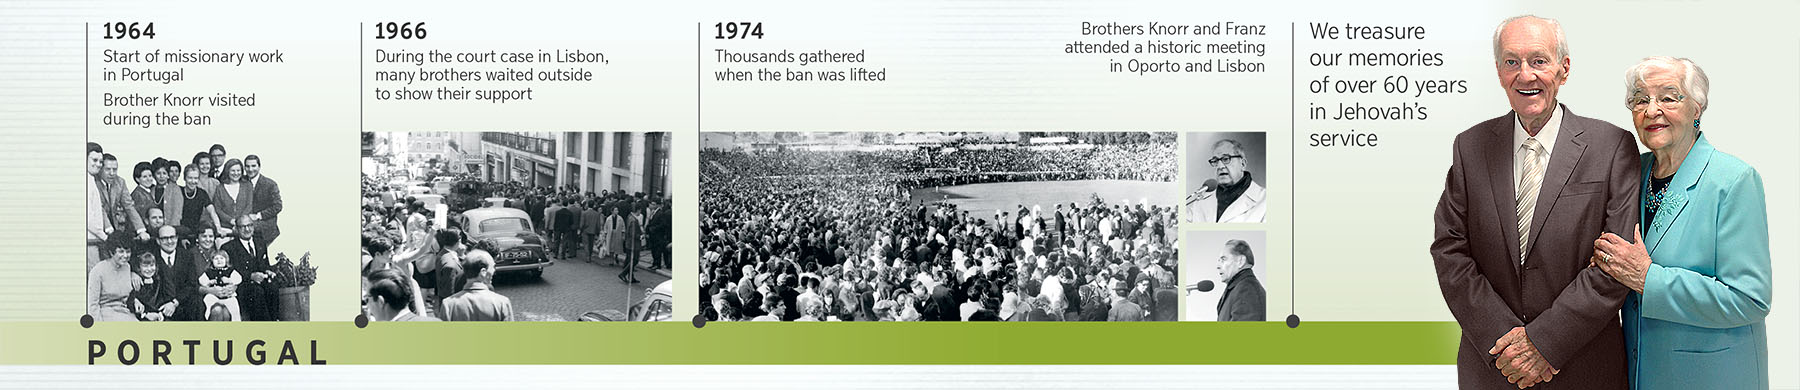 1964
Start of missionary work
in Portugal
Brother Knorr visited
during the ban
1966
During the court case in Lisbon,
many brothers waited outside
to show their support
1974
Thousands gathered
when the ban was lifted
Brothers Knorr and Franz
attended a historic meeting
in Oporto and Lisbon
We treasure
our memories
of over 60 years
in Jehovah’s
service
PORTUGAL